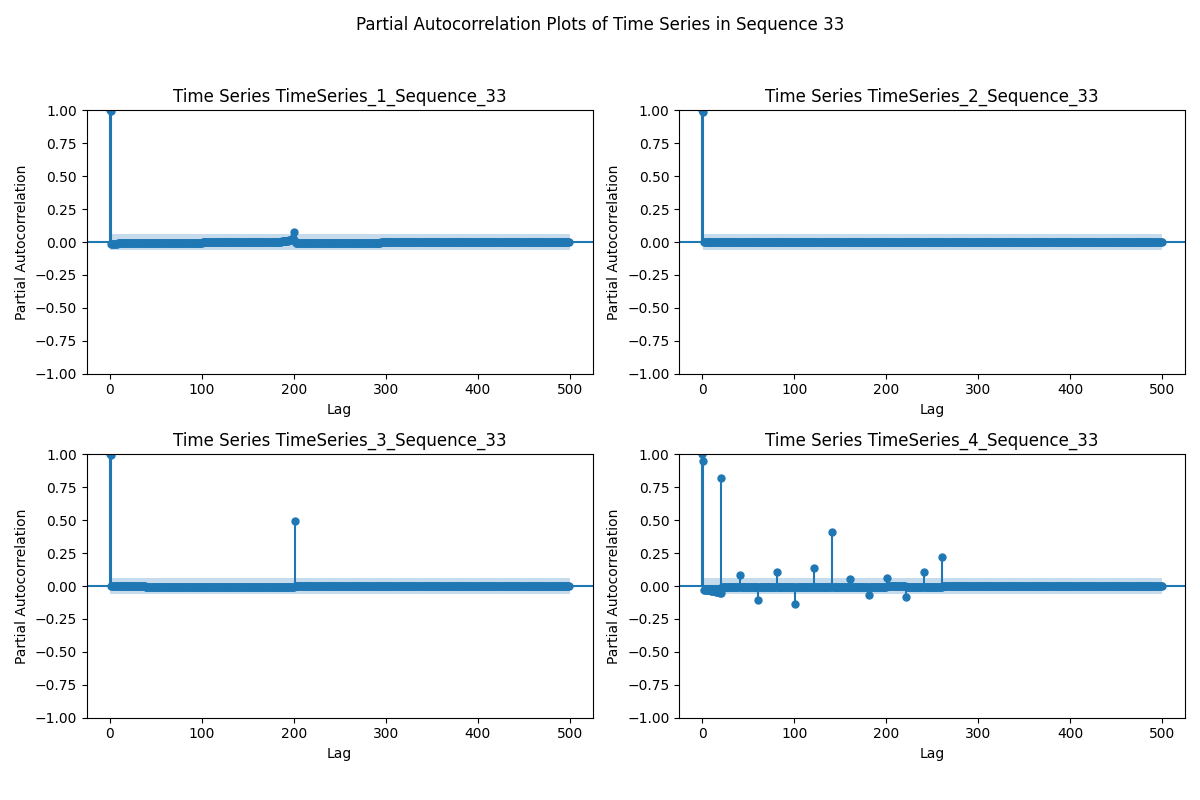 Partial Autocorrelation Plots of Time Series in Sequence 33
Time Series TimeSeries_1_Sequence_33
Partial Autocorrelation
1.00
0.75
0.50
0.25
0.00
−0.25
−0.50
−0.75
−1.00
0 100 200 300 400 500
Lag
Time Series TimeSeries_2_Sequence_33
Partial Autocorrelation
1.00
0.75
0.50
0.25
0.00
−0.25
−0.50
−0.75
−1.00
0 100 200 300 400 500
Lag
Time Series TimeSeries_3_Sequence_33
Partial Autocorrelation
1.00
0.75
0.50
0.25
0.00
−0.25
−0.50
−0.75
−1.00
0 100 200 300 400 500
Lag
Time Series TimeSeries_4_Sequence_33
Partial Autocorrelation
1.00
0.75
0.50
0.25
0.00
−0.25
−0.50
−0.75
−1.00
0 100 200 300 400 500
Lag